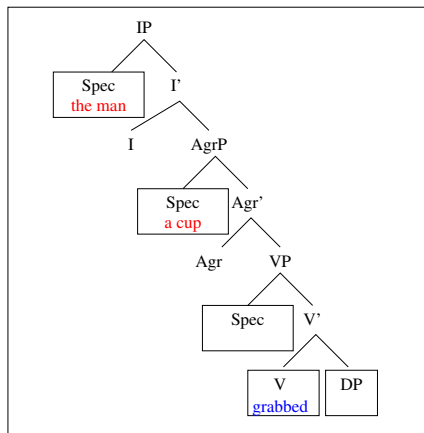 IP
Spec I’
the man
I AgrP
Spec Agr’
a cup
Agr VP
Spec V’
V DP
grabbed